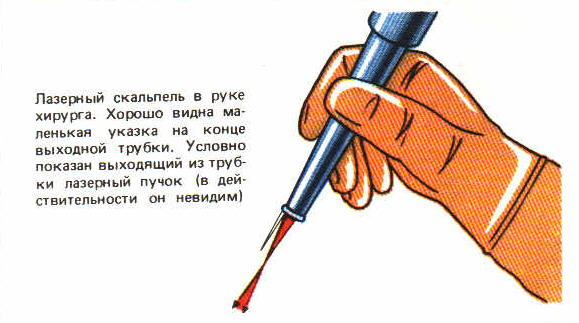 Лазерный скальпель в руке
хирурга. Хорошо видна ма-
ленькая указка на конце
выходной трубки. Условно
показан выходящий из труб-
ки лазерный пучок (в дей-
ствительности он невидим)